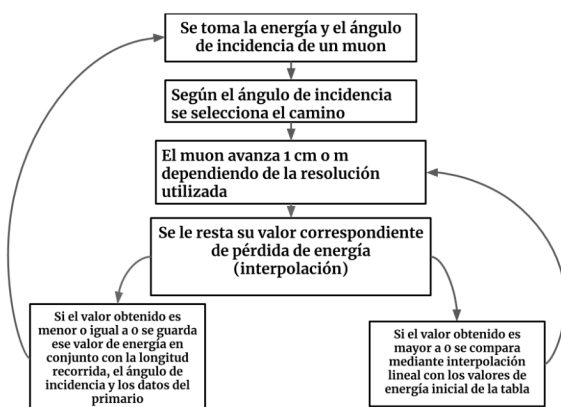 Se toma la energía y el ángulo
de incidencia de un muon
Según el ángulo de incidencia
se selecciona el camino
El muon avanza 1 cm o m
dependiendo de la resolución
utilizada
Se le resta su valor correspondiente
de pérdida de energía
(interpolación)
Si el valor obtenido es
menor o igual a 0 se guarda
ese valor de energía en
conjunto con la longitud
recorrida, el ángulo de
incidencia y los datos del
primario
Si el valor obtenido es
mayor a 0 se compara
mediante interpolación
lineal con los valores de
energía inicial de la tabla